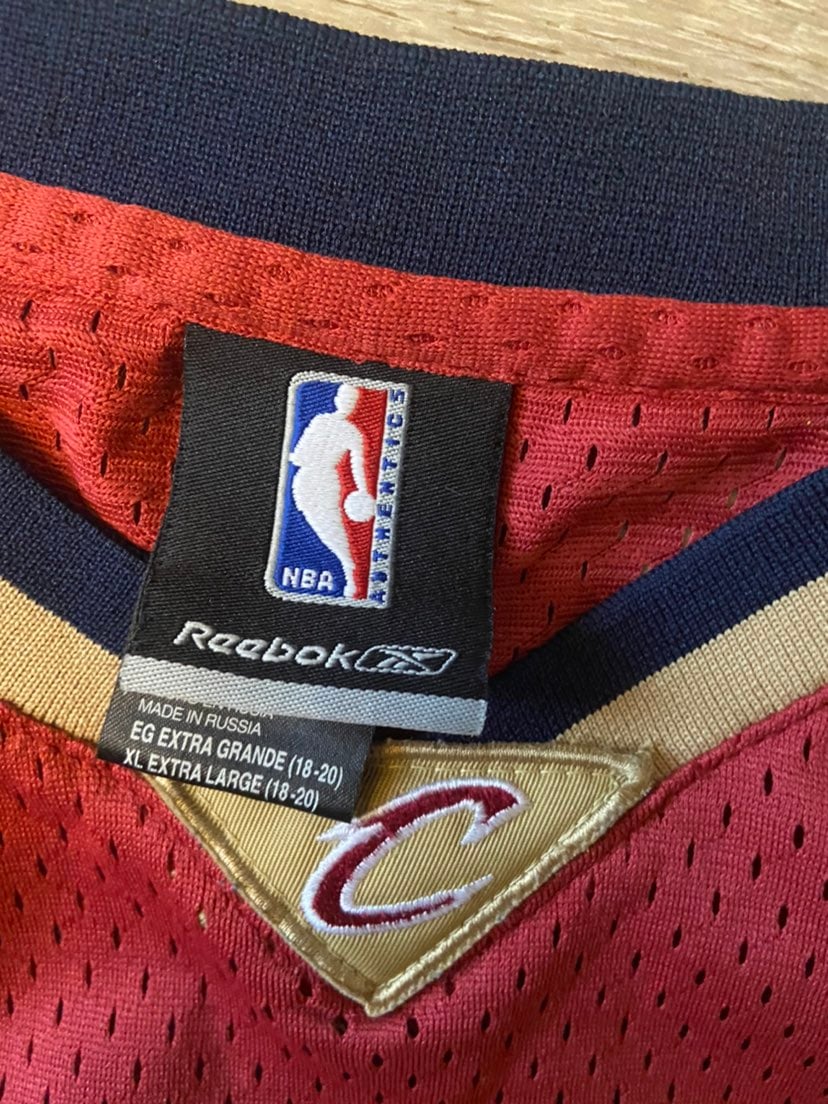 NBA
AUTHENTICS
Reebok
MADE IN RUSSIA
EG EXTRA GRANDE (18-20)
XL EXTRA LARGE (18-20)
C